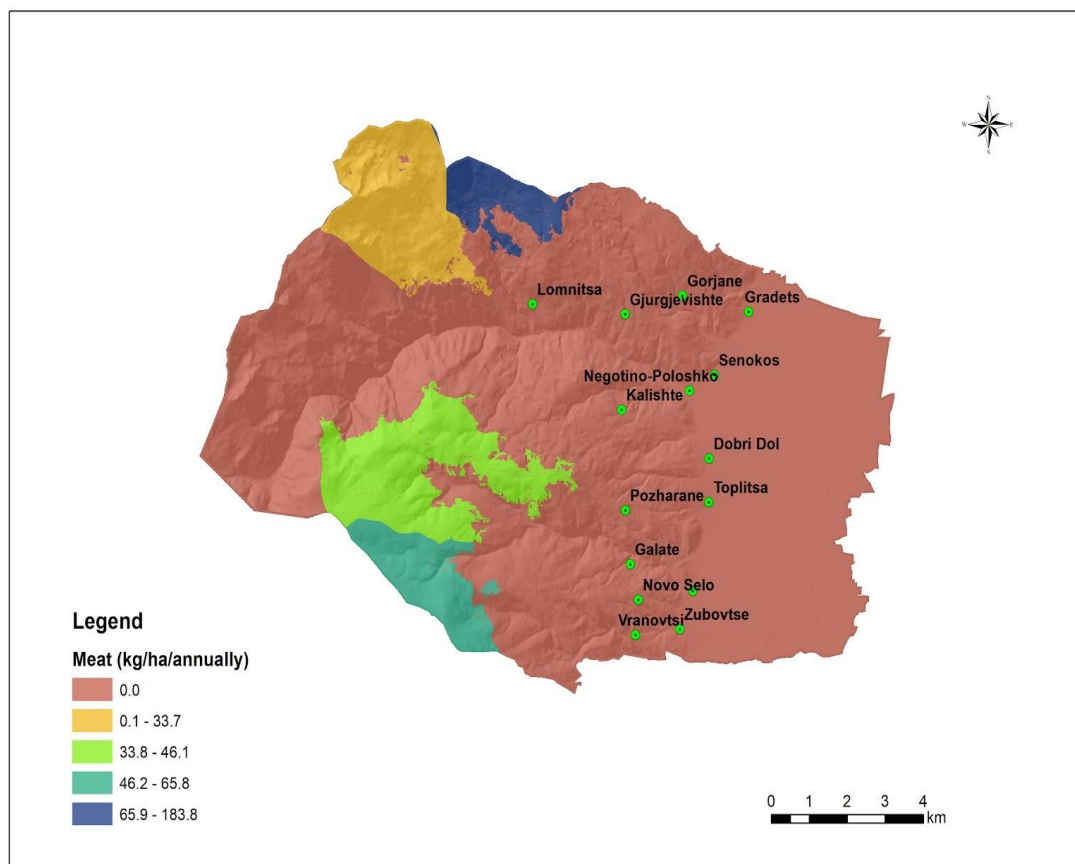 N
W E
S
Gorjane
Lomnitsa
Gjurgjevishte
Gradets
Senokos
Negotino-Poloshko
Kalishte
Dobri Dol
Toplitsa
Pozharane
Galate
Novo Selo
Zubovtse
Vranovtsi
Legend
Meat (kg/ha/annually)
0.0
0.1 - 33.7
33.8 - 46.1
46.2 - 65.8
65.9 - 183.8
0 1 2 3 4
km